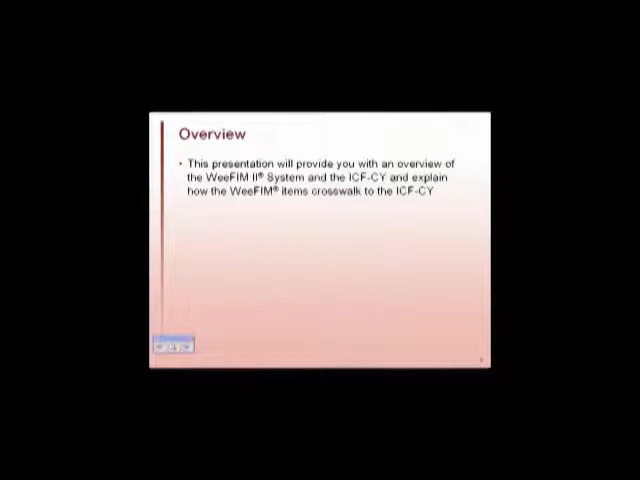 Overview
• This presentation will provide you with an overview of
the WeeFIM II® System and the ICF-CY and explain
how the WeeFIM® items crosswalk to the ICF-CY